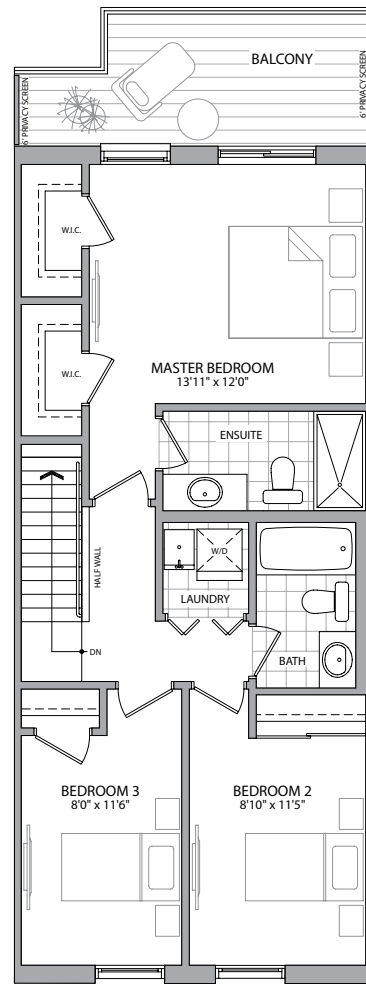 BALCONY
6' PRIVACY SCREEN
6' PRIVACY SCREEN
W.I.C.
W.I.C.
MASTER BEDROOM
13'11" x 12'0"
ENSUITE
HALF WALL
W/D
LAUNDRY
DN
BATH
BEDROOM 3
8'0" x 11'6"
BEDROOM 2
8'10" x 11'5"